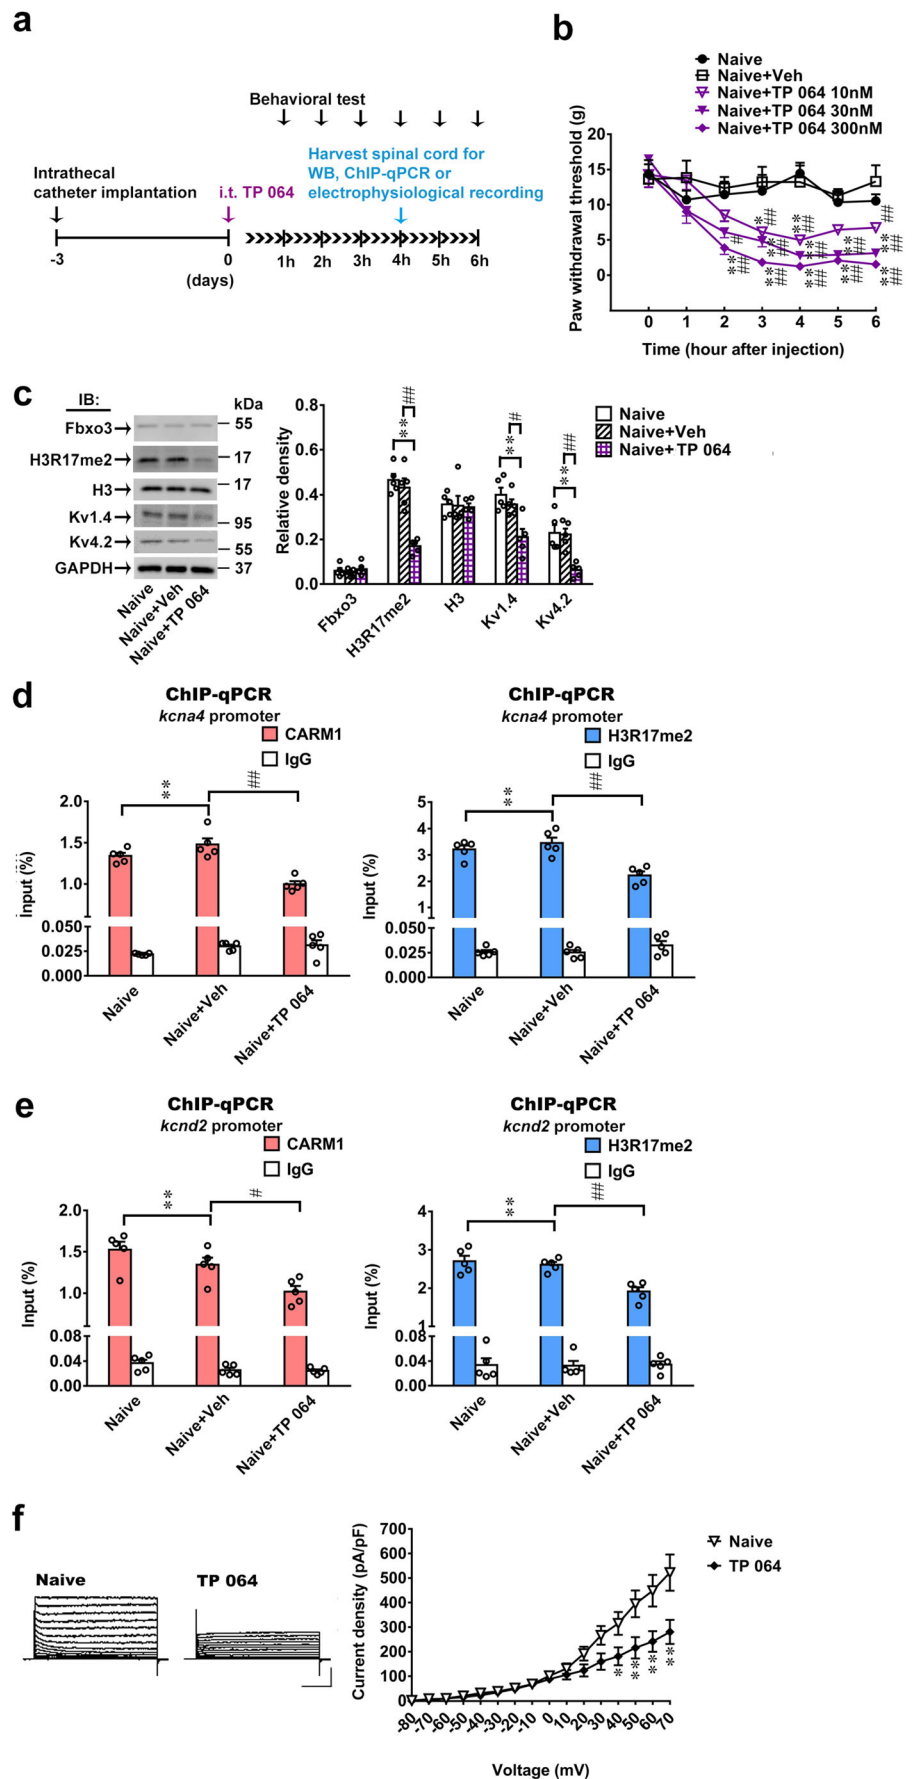 a
Behavioral test
Intrathecal
catheter implantation
i.t. TP 064
Harvest spinal cord for
WB, ChIP-qPCR or
electrophysiological recording
-3
0
(days)
1h 2h 3h 4h 5h 6h
b
Naive
Naive+Veh
Naive+TP 064 10nM
Naive+TP 064 30nM
Naive+TP 064 300nM
Paw withdrawal threshold (g)
20
15
10
5
0
0 1 2 3 4 5 6
Time (hour after injection)
c
IB:
kDa
Fbxo3
55
H3R17me2
17
H3
17
Kv1.4
95
Kv4.2
55
GAPDH
37
Naive
Naive+Veh
Naive+TP 064
Relative density
0.8
0.6
0.4
0.2
0.0
** ##
** #
** ##
Fbxo3
H3R17me2
H3
Kv1.4
Kv4.2
Naive
Naive+Veh
Naive+TP 064
d
ChIP-qPCR
kcna4 promoter
CARM1
IgG
** ##
Input (%)
2.0
1.5
1.0
0.050
0.025
0.000
Naive
Naive+Veh
Naive+TP 064
ChIP-qPCR
kcna4 promoter
H3R17me2
IgG
** ##
Input (%)
5
4
3
2
1
0.050
0.025
0.000
Naive
Naive+Veh
Naive+TP 064
e
ChIP-qPCR
kcnd2 promoter
CARM1
IgG
** #
Input (%)
2.0
1.5
1.0
0.08
0.04
0.00
Naive
Naive+Veh
Naive+TP 064
ChIP-qPCR
kcnd2 promoter
H3R17me2
IgG
** ##
Input (%)
4
3
2
1
0.08
0.04
0.00
Naive
Naive+Veh
Naive+TP 064
f
Naive
TP 064
Current density (pA/pF)
700
600
500
400
300
200
100
0
-80 -70 -60 -50 -40 -30 -20 -10 0 10 20 30 40 50 60 70
* ** ** **
Voltage (mV)
Naive
TP 064